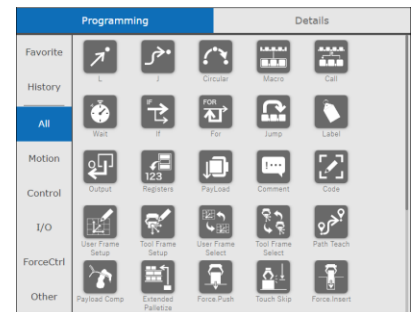 Programming Details
Favorite
History
All
Motion
Control
I/O
ForceCtrl
Other
L J Circular Macro Call
IF FOR
Wait If For Jump Label
123
Output Registers PayLoad Comment Code
User Frame Setup Tool Frame Setup User Frame Select Tool Frame Select Path Teach
Payload Comp Extended Palletize Force.Push Touch Skip Force.Insert